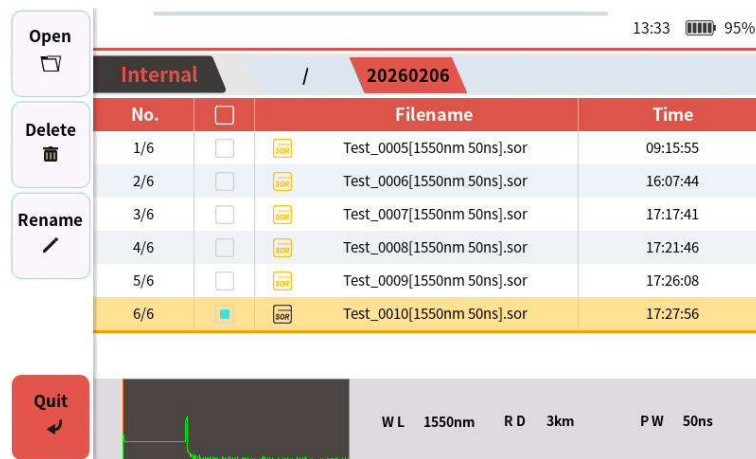 13:33 95%
Open
Internal / 20260206
Delete
Rename
Quit
No. Filename Time
1/6 SOR Test_0005[1550nm 50ns].sor 09:15:55
2/6 SOR Test_0006[1550nm 50ns].sor 16:07:44
3/6 SOR Test_0007[1550nm 50ns].sor 17:17:41
4/6 SOR Test_0008[1550nm 50ns].sor 17:21:46
5/6 SOR Test_0009[1550nm 50ns].sor 17:26:08
6/6 SOR Test_0010[1550nm 50ns].sor 17:27:56
WL 1550nm RD 3km PW 50ns